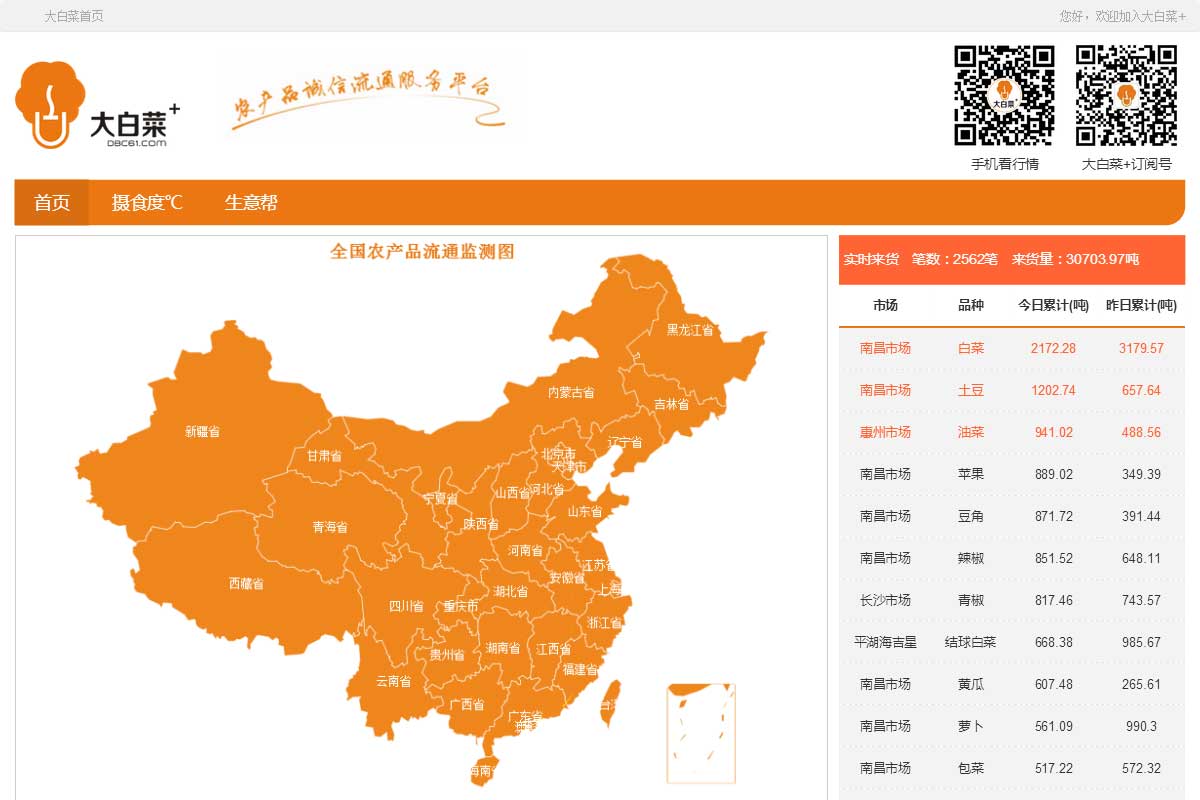 大白菜首页
您好，欢迎加入大白菜+
大白菜+
DBC61.COM
农产品诚信流通服务平台
大白菜
手机看行情
大白菜+订阅号
首页 摄食度℃ 生意帮
全国农产品流通监测图
黑龙江省
内蒙古省
吉林省
新疆省
辽宁省
甘肃省
北京市
天津市
宁夏省
山西省
河北省
青海省
陕西省
山东省
河南省
西藏省
安徽省
江苏省
湖北省
上海
四川省
重庆市
浙江省
贵州省
湖南省
江西省
福建省
云南省
广西省
广东省
台湾
海南省
实时来货 笔数：2562笔 来货量：30703.97吨
市场 品种 今日累计(吨) 昨日累计(吨)
南昌市场 白菜 2172.28 3179.57
南昌市场 土豆 1202.74 657.64
惠州市场 油菜 941.02 488.56
南昌市场 苹果 889.02 349.39
南昌市场 豆角 871.72 391.44
南昌市场 辣椒 851.52 648.11
长沙市场 青椒 817.46 743.57
平湖海吉星 结球白菜 668.38 985.67
南昌市场 黄瓜 607.48 265.61
南昌市场 萝卜 561.09 990.3
南昌市场 包菜 517.22 572.32